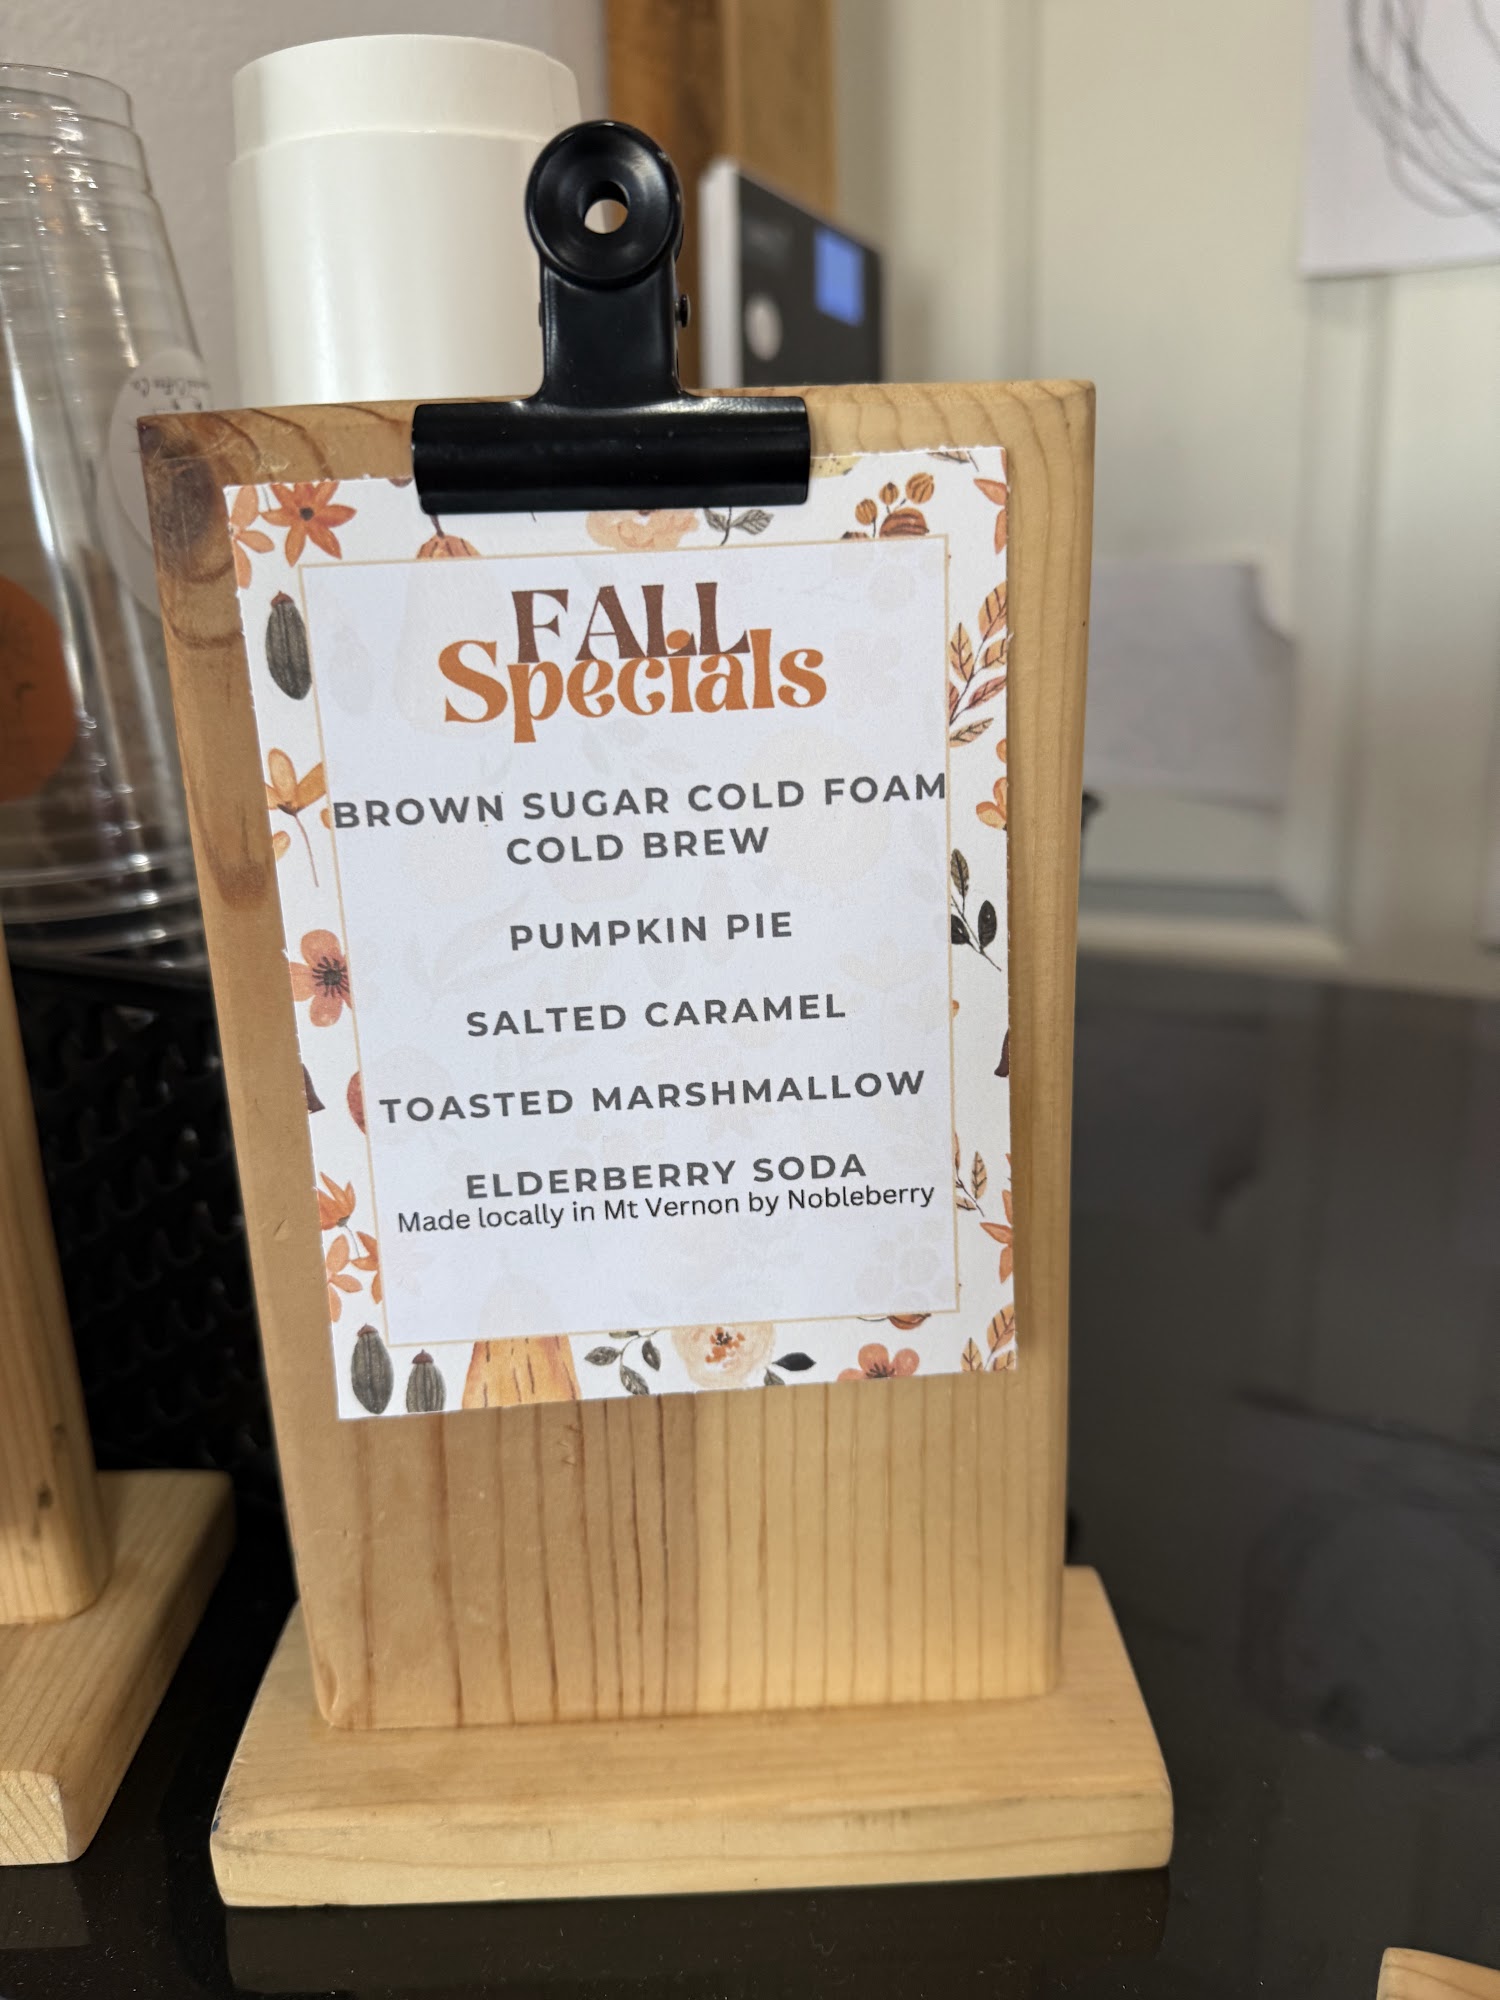 FALL
Specials
BROWN SUGAR COLD FOAM
COLD BREW
PUMPKIN PIE
SALTED CARAMEL
TOASTED MARSHMALLOW
ELDERBERRY SODA
Made locally in Mt Vernon by Nobleberry